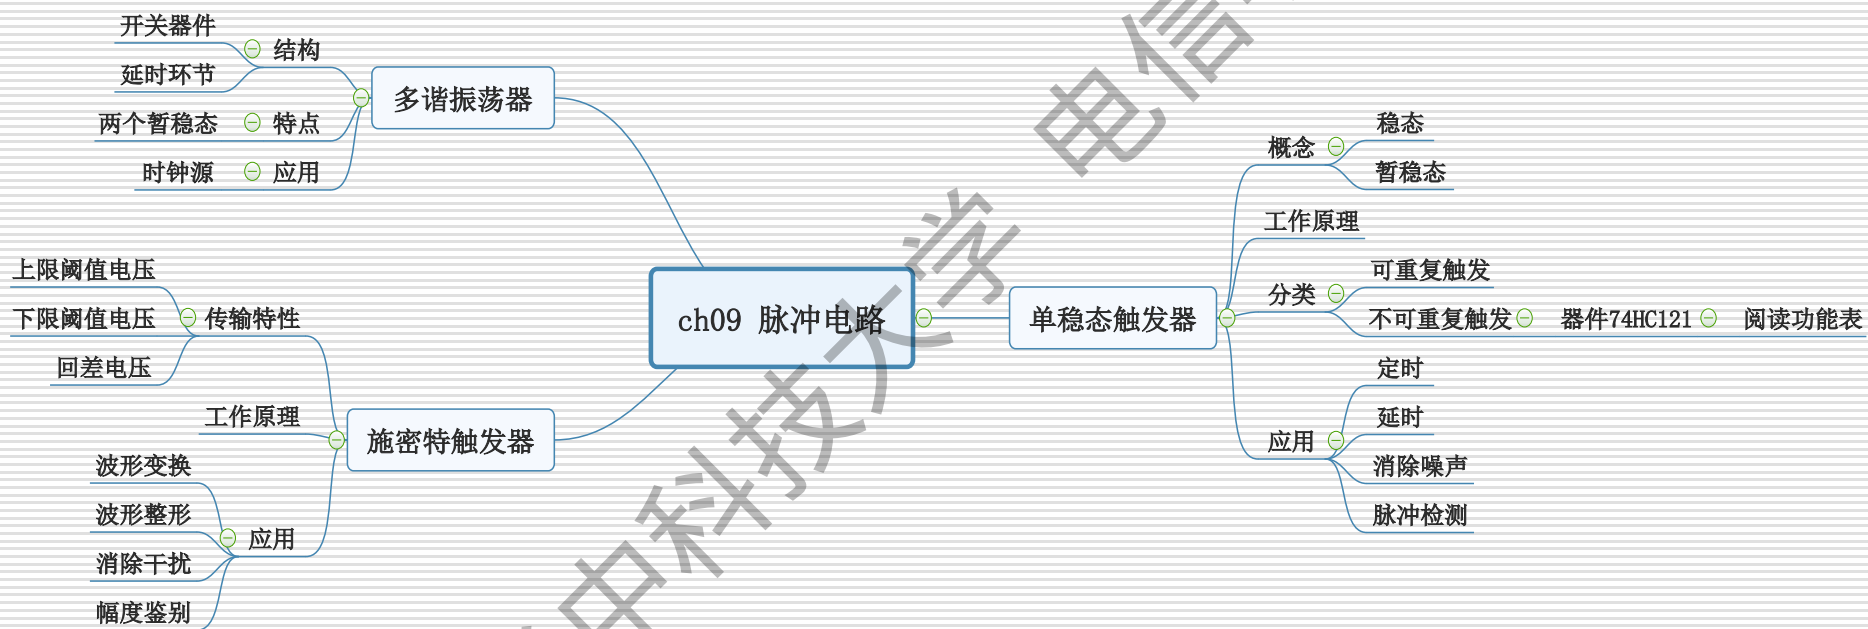 ch09 脉冲电路
多谐振荡器
结构
开关器件
延时环节
特点
两个暂稳态
应用
时钟源
施密特触发器
传输特性
上限阈值电压
下限阈值电压
回差电压
工作原理
应用
波形变换
波形整形
消除干扰
幅度鉴别
单稳态触发器
概念
稳态
暂稳态
工作原理
分类
可重复触发
不可重复触发
器件74HC121
阅读功能表
应用
定时
延时
消除噪声
脉冲检测
中科技大学 电信